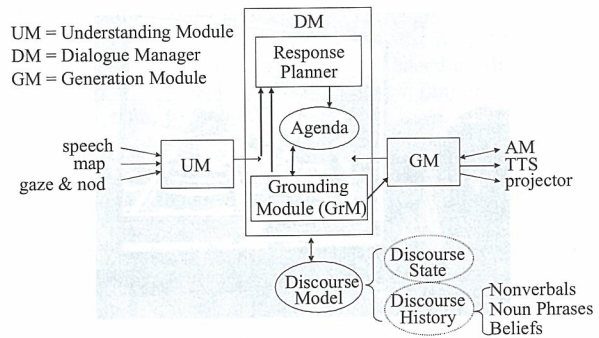 UM = Understanding Module
DM = Dialogue Manager
GM = Generation Module
DM
Response
Planner
Agenda
speech
map
gaze & nod
UM
GM
AM
TTS
projector
Grounding
Module (GrM)
Discourse
Model
Discourse
State
Discourse
History
Nonverbals
Noun Phrases
Beliefs